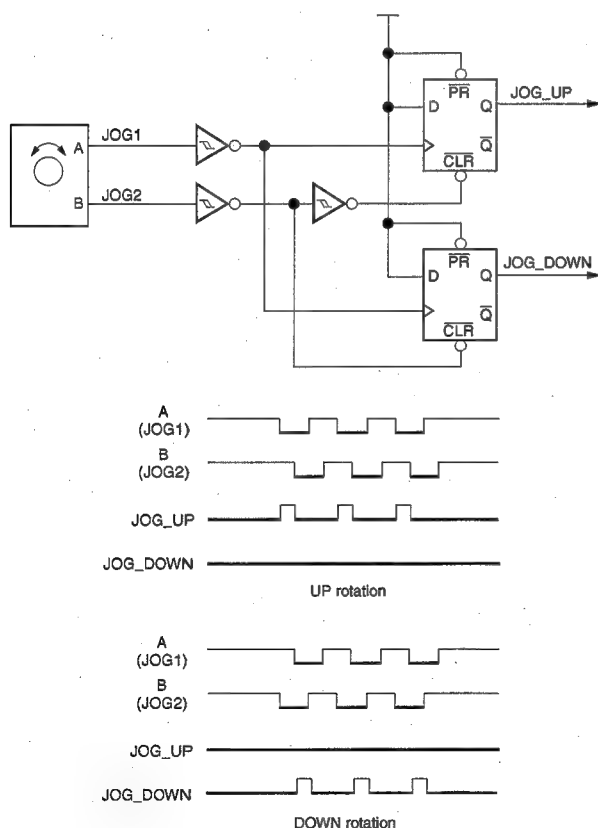 PR
D
Q
JOG_UP
A
JOG1
Q
CLR
B
JOG2
PR
D
Q
JOG_DOWN
Q
CLR
A
(JOG1)
B
(JOG2)
JOG_UP
JOG_DOWN
UP rotation
A
(JOG1)
B
(JOG2)
JOG_UP
JOG_DOWN
DOWN rotation